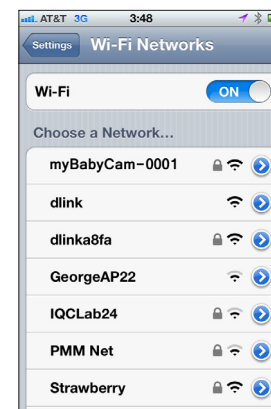 AT&T 3G 3:48
Settings Wi-Fi Networks
Wi-Fi ON
Choose a Network...
myBabyCam-0001
dlink
dlinka8fa
GeorgeAP22
IQCLab24
PMM Net
Strawberry